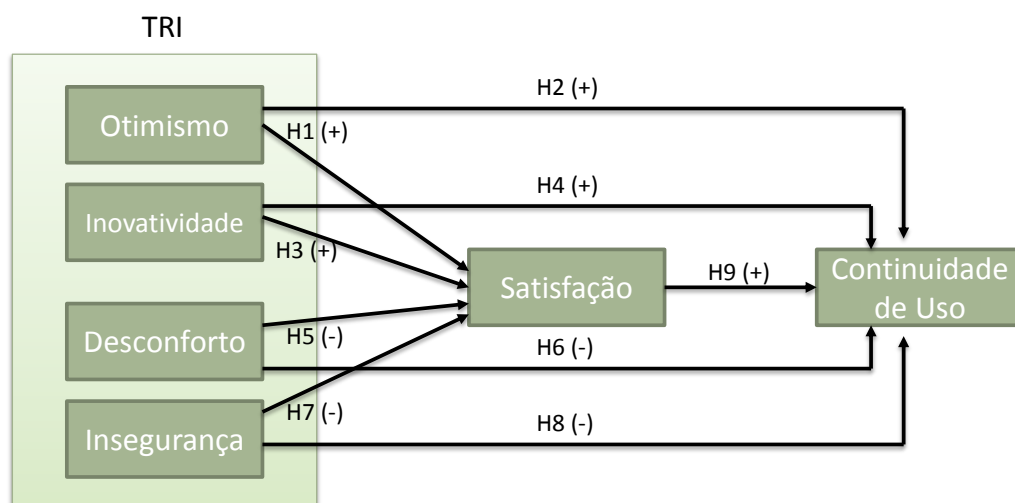 TRI
Otimismo
H2 (+)
H1 (+)
Inovatividade
H4 (+)
H3 (+)
Satisfação
H9 (+)
Continuidade
de Uso
Desconforto
H5 (-)
H6 (-)
Insegurança
H7 (-)
H8 (-)